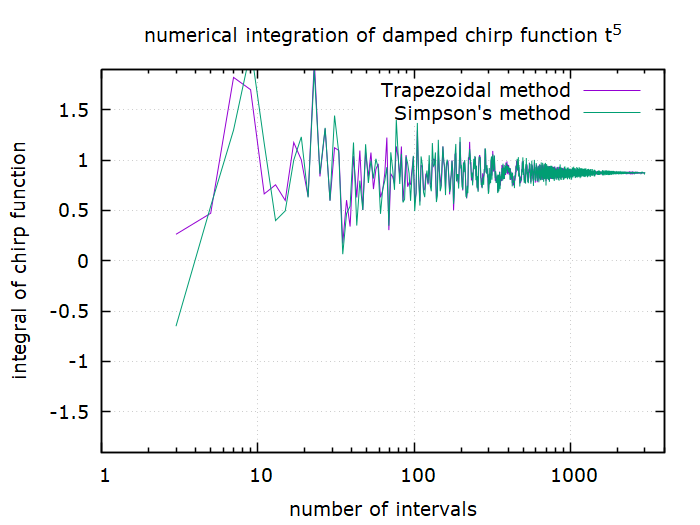 numerical integration of damped chirp function t⁵
Trapezoidal method
Simpson's method
1.5
1
0.5
0
-0.5
-1
-1.5
integral of chirp function
1 10 100 1000
number of intervals